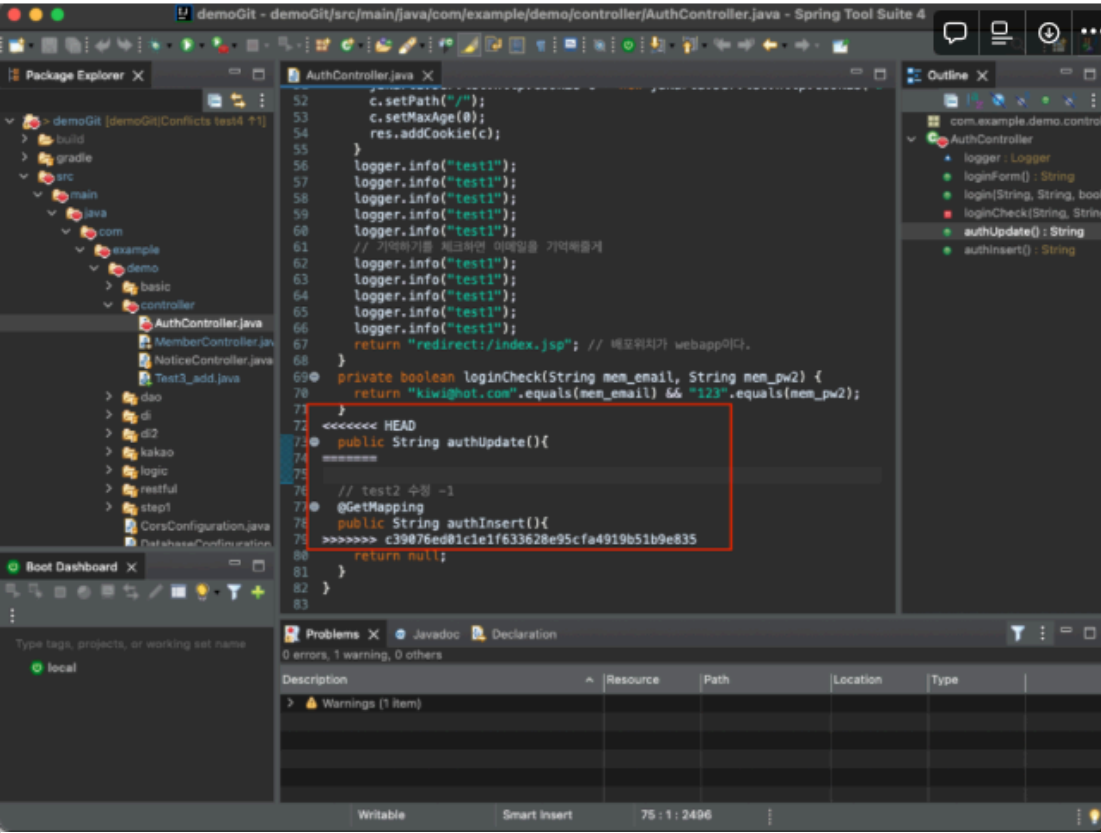 demoGit - demoGit/src/main/java/com/example/demo/controller/AuthController.java - Spring Tool Suite 4
Package Explorer
> demoGit [demoGit|Conflicts test4 ↑1]
build
gradle
src
main
java
com
example
demo
basic
controller
AuthController.java
MemberController.jav
NoticeController.java
Test3_add.java
dao
di
di2
kakao
logic
restful
step1
CorsConfiguration.java
DatabaseConfiguration
Boot Dashboard
Type tags, projects, or working set name
local
AuthController.java
52 c.setPath("/");
53 c.setMaxAge(0);
54 res.addCookie(c);
55 }
56 logger.info("test1");
57 logger.info("test1");
58 logger.info("test1");
59 logger.info("test1");
60 logger.info("test1");
61 // 기억하기를 체크하면 이메일을 기억해줄게
62 logger.info("test1");
63 logger.info("test1");
64 logger.info("test1");
65 logger.info("test1");
66 logger.info("test1");
67 return "redirect:/index.jsp"; // 배포위치가 webapp이다.
68 }
69 private boolean loginCheck(String mem_email, String mem_pw2) {
70 return "kiwi@hot.com".equals(mem_email) && "123".equals(mem_pw2);
71 }
72 <<<<<<< HEAD
73 public String authUpdate(){
74 =======
75
76 // test2 수정 -1
77 @GetMapping
78 public String authInsert(){
79 >>>>>>> c39076ed01c1e1f633628e95cfa4919b51b9e835
80 return null;
81 }
82 }
83
Outline
com.example.demo.contro
AuthController
logger : Logger
loginForm() : String
login(String, String, boo
loginCheck(String, Strin
authUpdate() : String
authInsert() : String
Problems
Javadoc
Declaration
0 errors, 1 warning, 0 others
Description Resource Path Location Type
Warnings (1 item)
Writable Smart Insert 75 : 1 : 2496